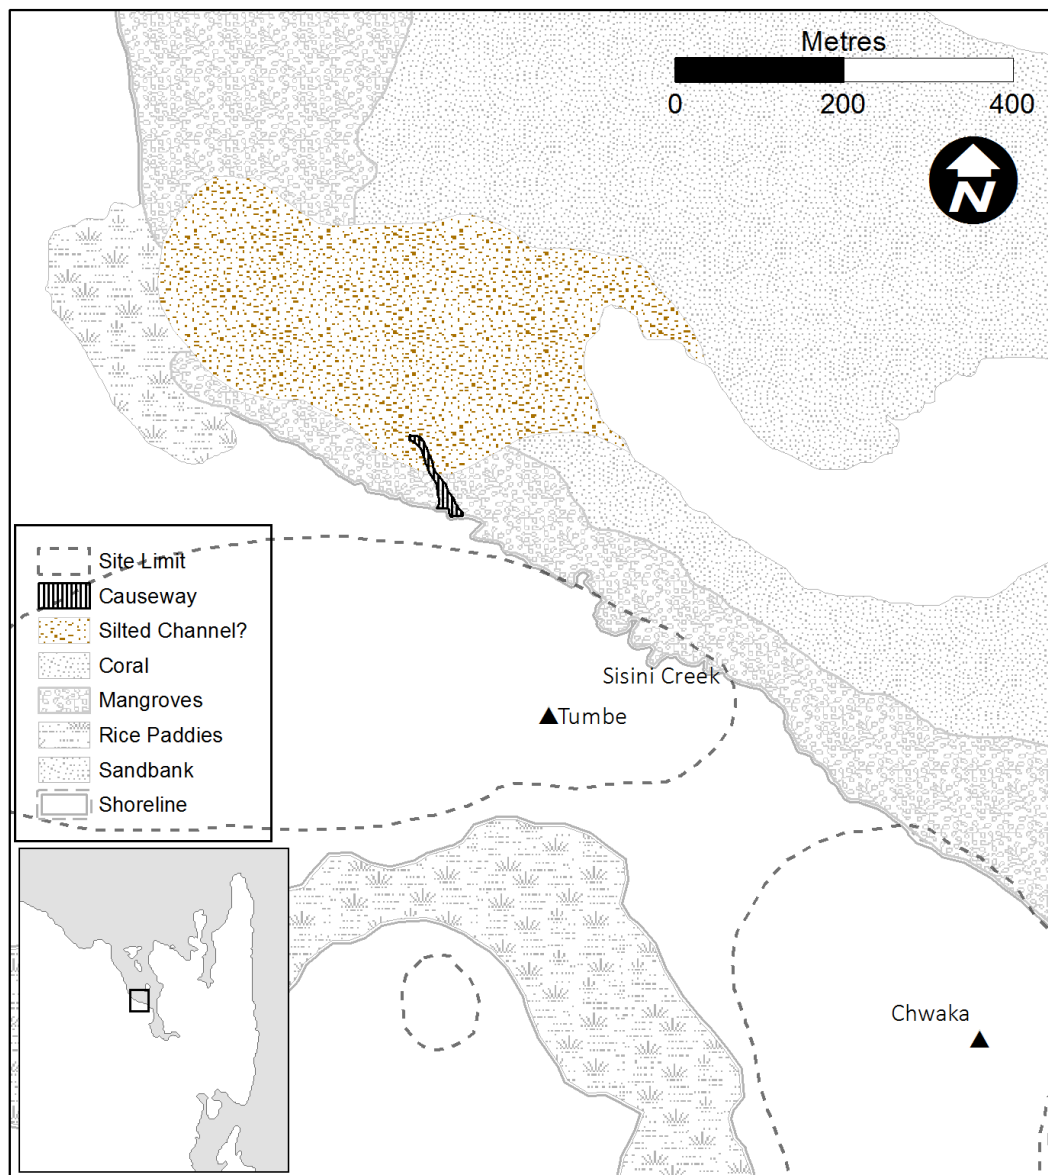 Metres
0 200 400
N
Site Limit
Causeway
Silted Channel?
Coral
Mangroves
Rice Paddies
Sandbank
Shoreline
Sisini Creek
Tumbe
Chwaka